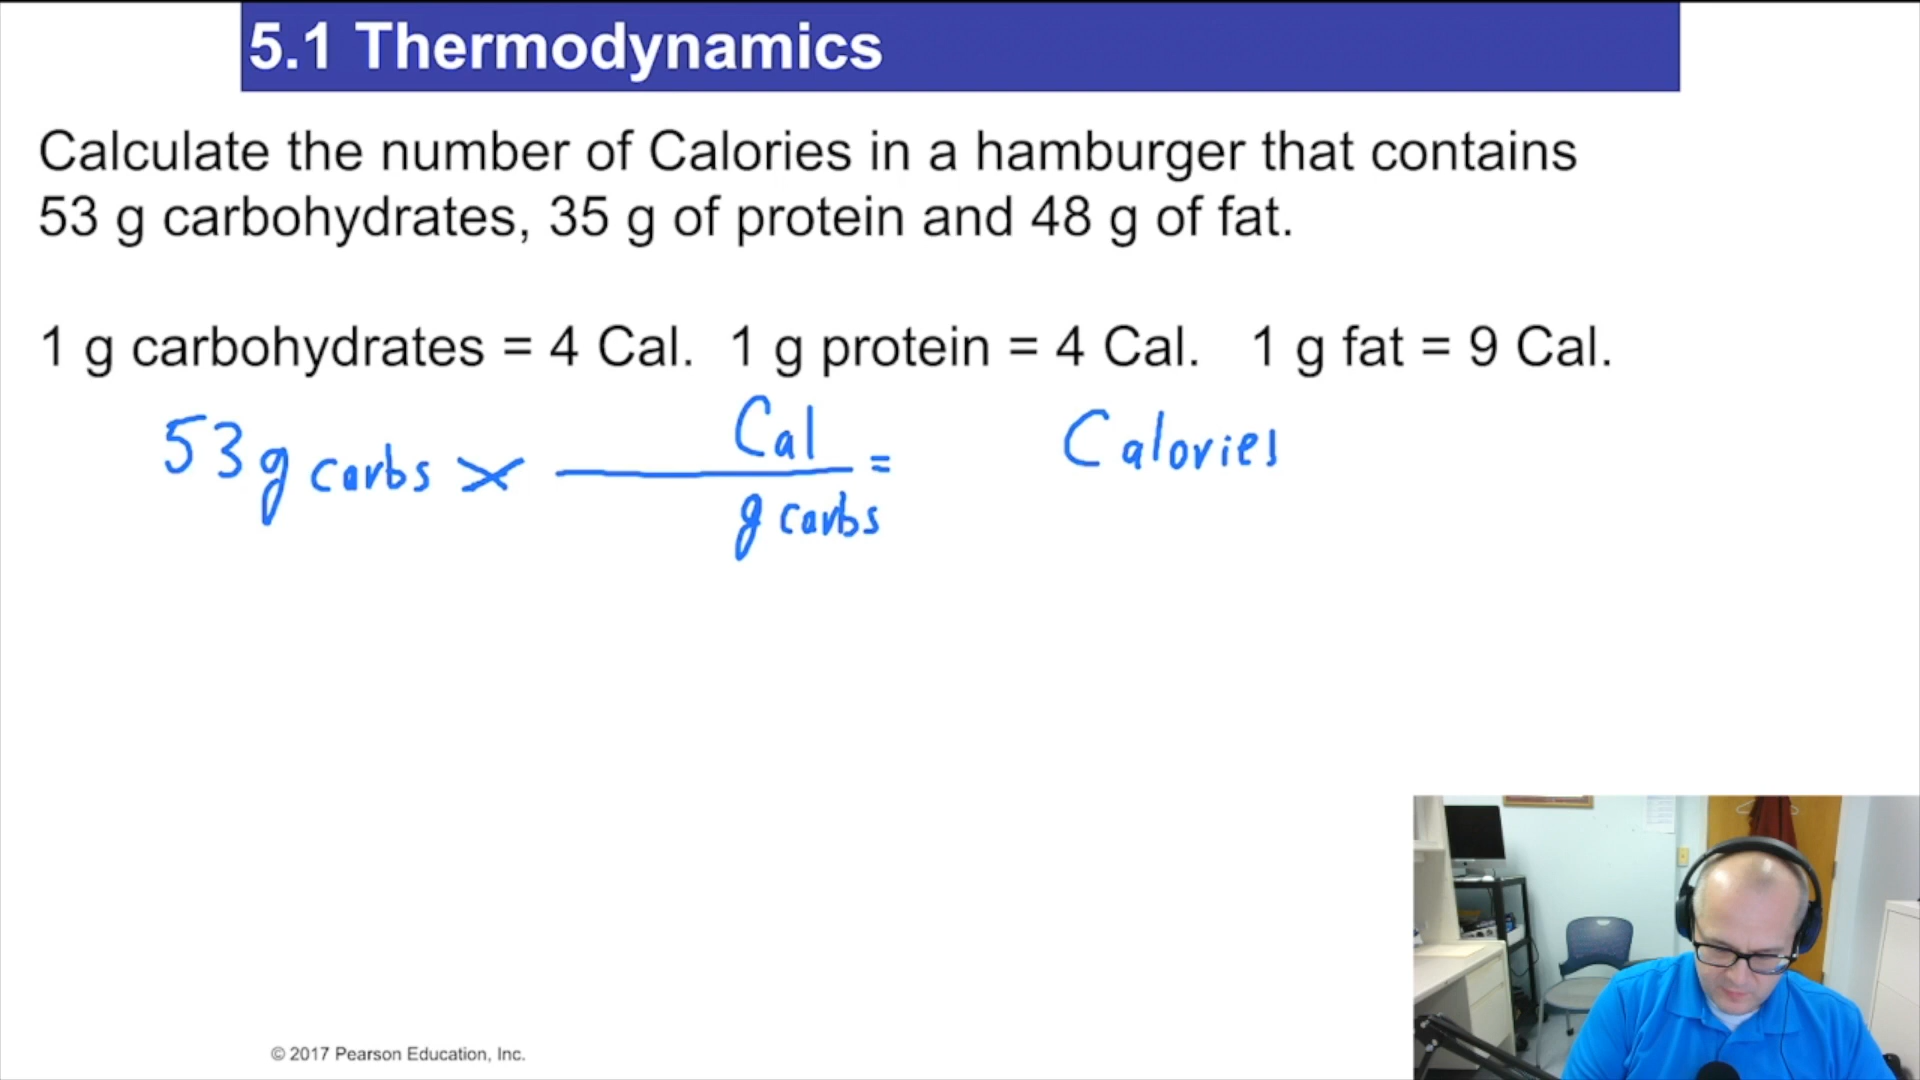 5.1 Thermodynamics
Calculate the number of Calories in a hamburger that contains
53 g carbohydrates, 35 g of protein and 48 g of fat.
1 g carbohydrates = 4 Cal.  1 g protein = 4 Cal.  1 g fat = 9 Cal.
53 g carbs × Cal / g carbs = Calories
© 2017 Pearson Education, Inc.